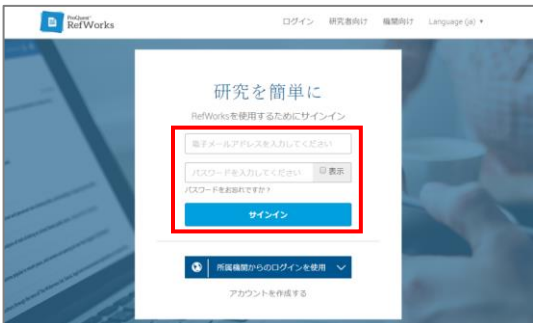 ProQuest
RefWorks
ログイン 研究者向け 機関向け Language (ja)
研究を簡単に
RefWorksを使用するためにサインイン
電子メールアドレスを入力してください
パスワードを入力してください 表示
パスワードをお忘れですか?
サインイン
所属機関からのログインを使用
アカウントを作成する